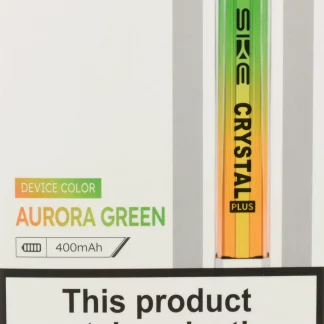 SKE CRYSTAL PLUS
DEVICE COLOR
AURORA GREEN
400mAh
This product